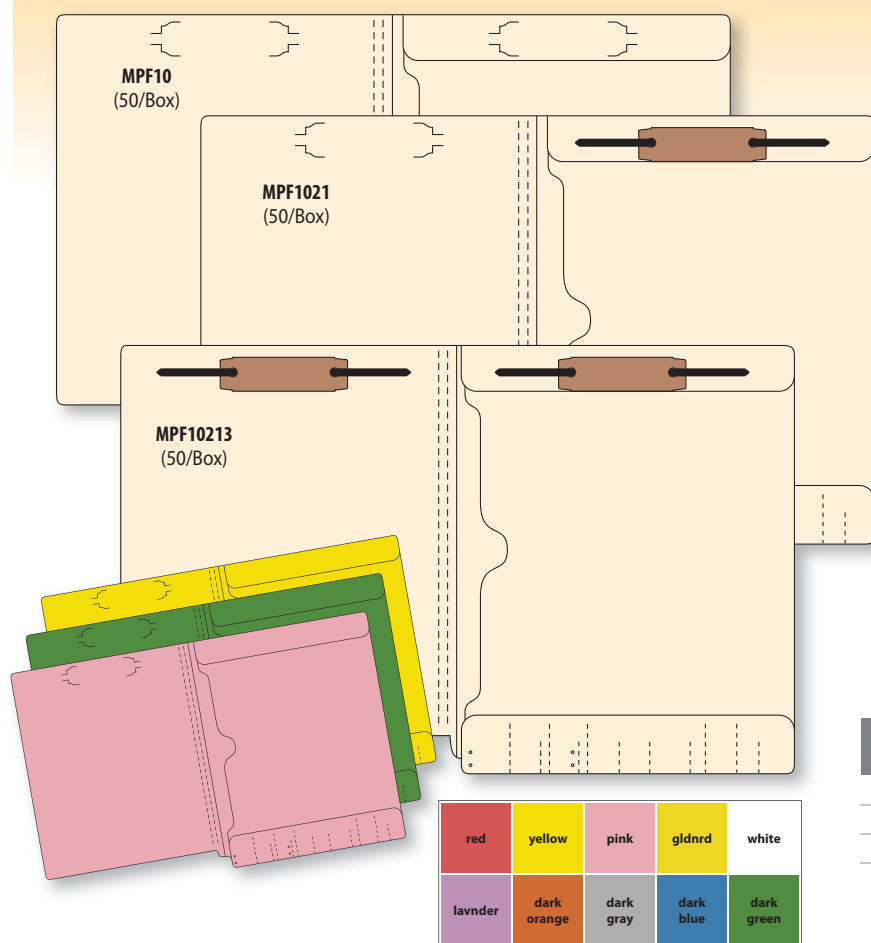 MPF10
(50/Box)
MPF1021
(50/Box)
MPF10213
(50/Box)
red
yellow
pink
gldnrd
white
lavnder
dark
orange
dark
gray
dark
blue
dark
green